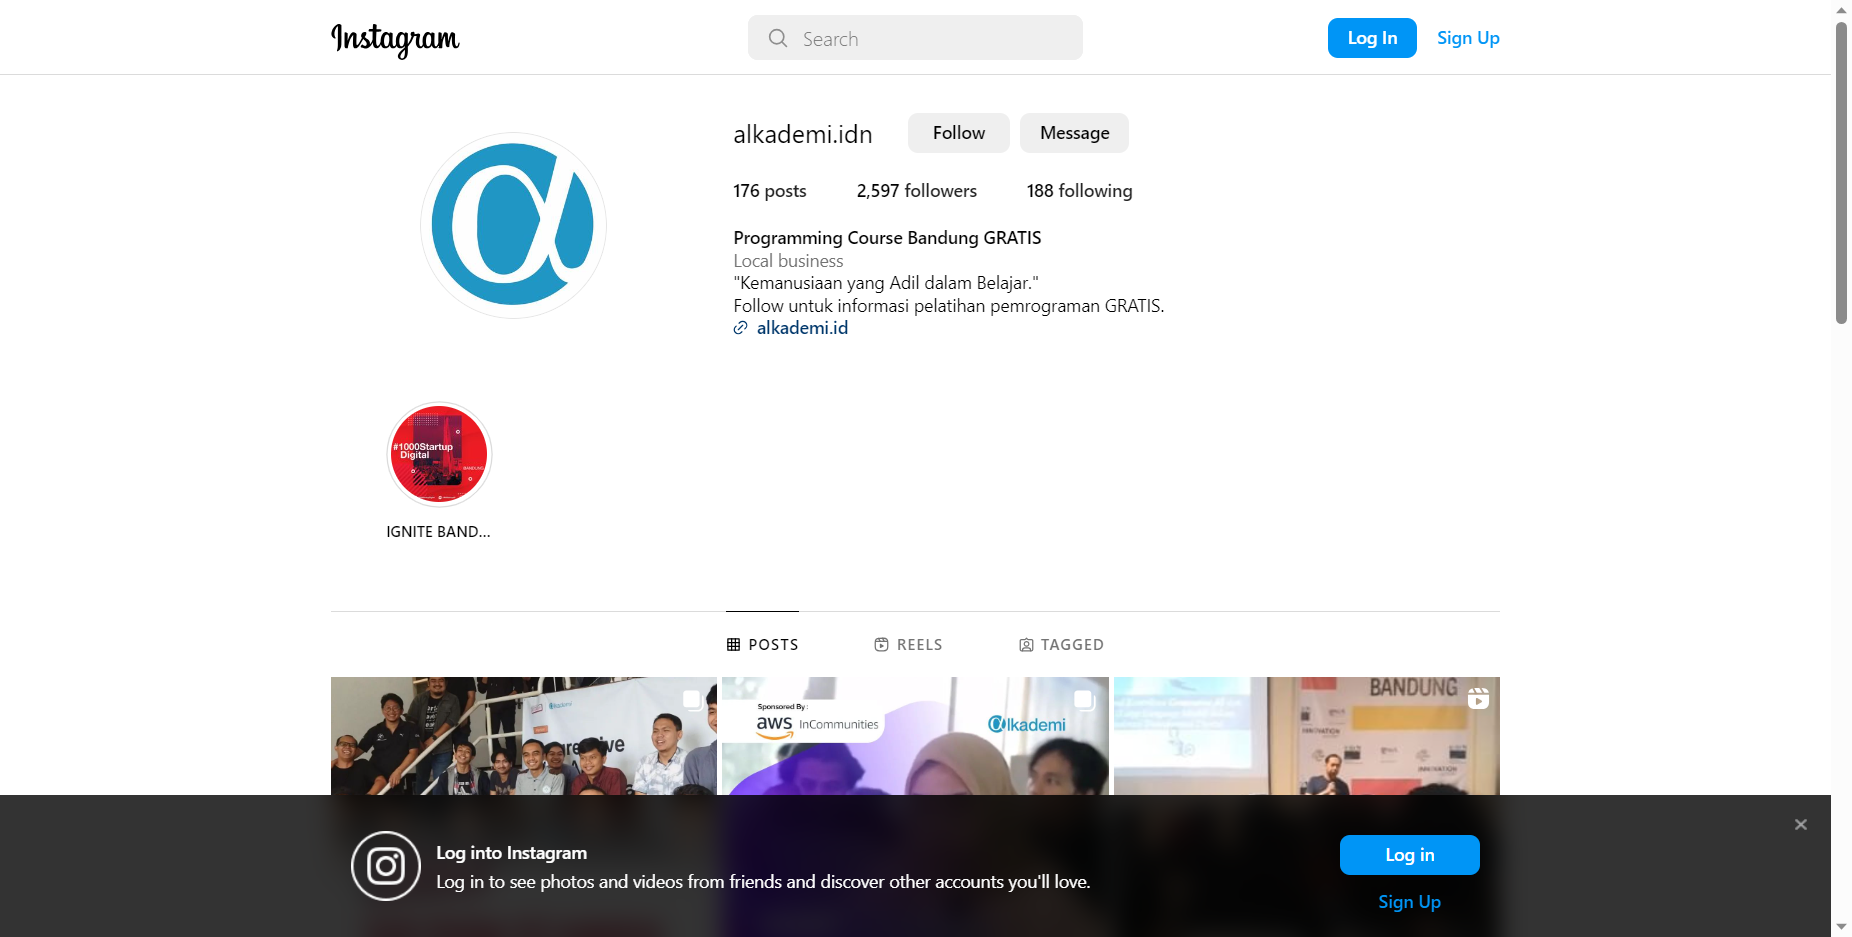 Instagram
Search
Log In
Sign Up
alkademi.idn
Follow
Message
176 posts
2,597 followers
188 following
Programming Course Bandung GRATIS
Local business
"Kemanusiaan yang Adil dalam Belajar."
Follow untuk informasi pelatihan pemrograman GRATIS.
alkademi.id
#1000Startup
Digital
BANDUNG
IGNITE BAND...
POSTS
REELS
TAGGED
alkademi
Sponsored By :
aws InCommunities
alkademi
BANDUNG
INNOVATION
Log into Instagram
Log in to see photos and videos from friends and discover other accounts you'll love.
Log in
Sign Up